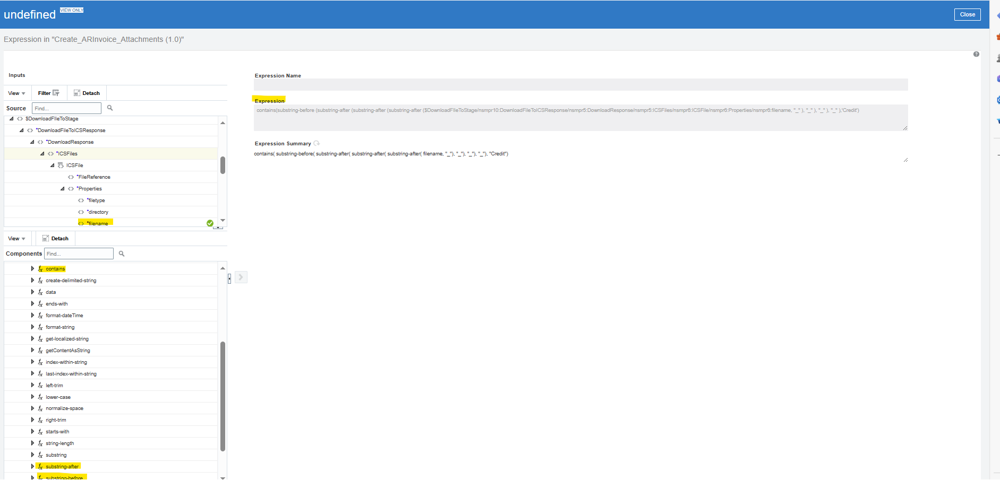 undefined VIEW ONLY
Close
Expression in "Create_ARInvoice_Attachments (1.0)"
Inputs
View
Filter
Detach
Source
Find...
$DownloadFileToStage
*DownloadFileToICSResponse
*DownloadResponse
*ICSFiles
ICSFile
*FileReference
*Properties
*filetype
*directory
*filename
View
Detach
Components
Find...
contains
create-delimited-string
data
ends-with
format-dateTime
format-string
get-localized-string
getContentAsString
index-within-string
last-index-within-string
left-trim
lower-case
normalize-space
right-trim
starts-with
string-length
substring
substring-after
substring-before
Expression Name
Expression
contains(substring-before (substring-after (substring-after (substring-after ($DownloadFileToStage/nsmpr10:DownloadFileToICSResponse/nsmpr5:DownloadResponse/nsmpr5:ICSFiles/nsmpr6:ICSFile/nsmpr6:Properties/nsmpr6:filename, "_" ), "_" ), "_" ), "_" ),'Credit')
Expression Summary
contains( substring-before( substring-after( substring-after( substring-after( filename, "_"), "_"), "_"), "_"), "Credit")